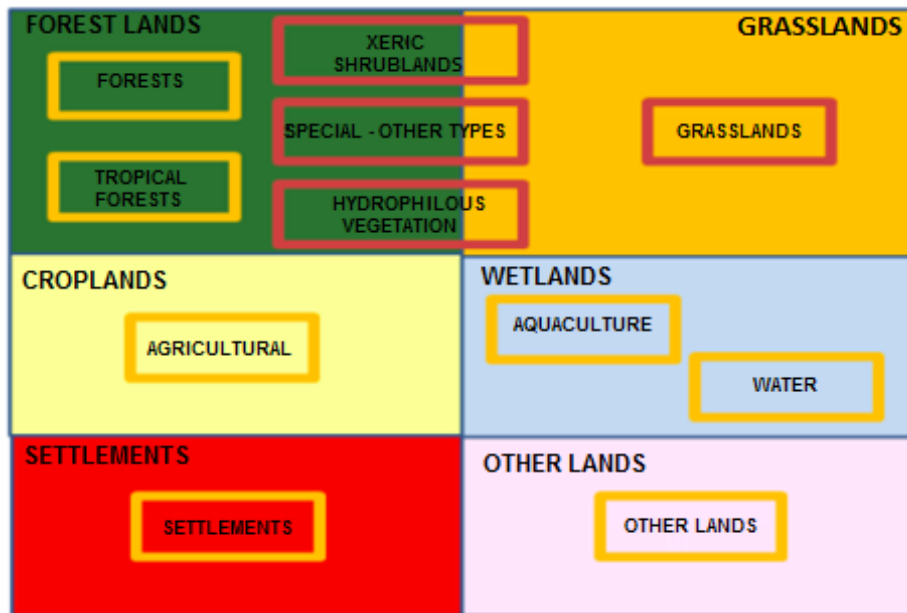 FOREST LANDS
GRASSLANDS
XERIC
SHRUBLANDS
FORESTS
SPECIAL - OTHER TYPES
GRASSLANDS
TROPICAL
FORESTS
HYDROPHILOUS
VEGETATION
CROPLANDS
WETLANDS
AQUACULTURE
AGRICULTURAL
WATER
SETTLEMENTS
OTHER LANDS
SETTLEMENTS
OTHER LANDS